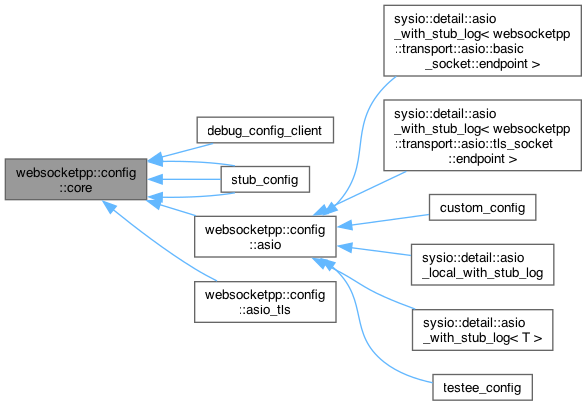 websocketpp::config
::core
debug_config_client
stub_config
websocketpp::config
::asio
websocketpp::config
::asio_tls
sysio::detail::asio
_with_stub_log< websocketpp
::transport::asio::basic
_socket::endpoint >
sysio::detail::asio
_with_stub_log< websocketpp
::transport::asio::tls_socket
::endpoint >
custom_config
sysio::detail::asio
_local_with_stub_log
sysio::detail::asio
_with_stub_log< T >
testee_config